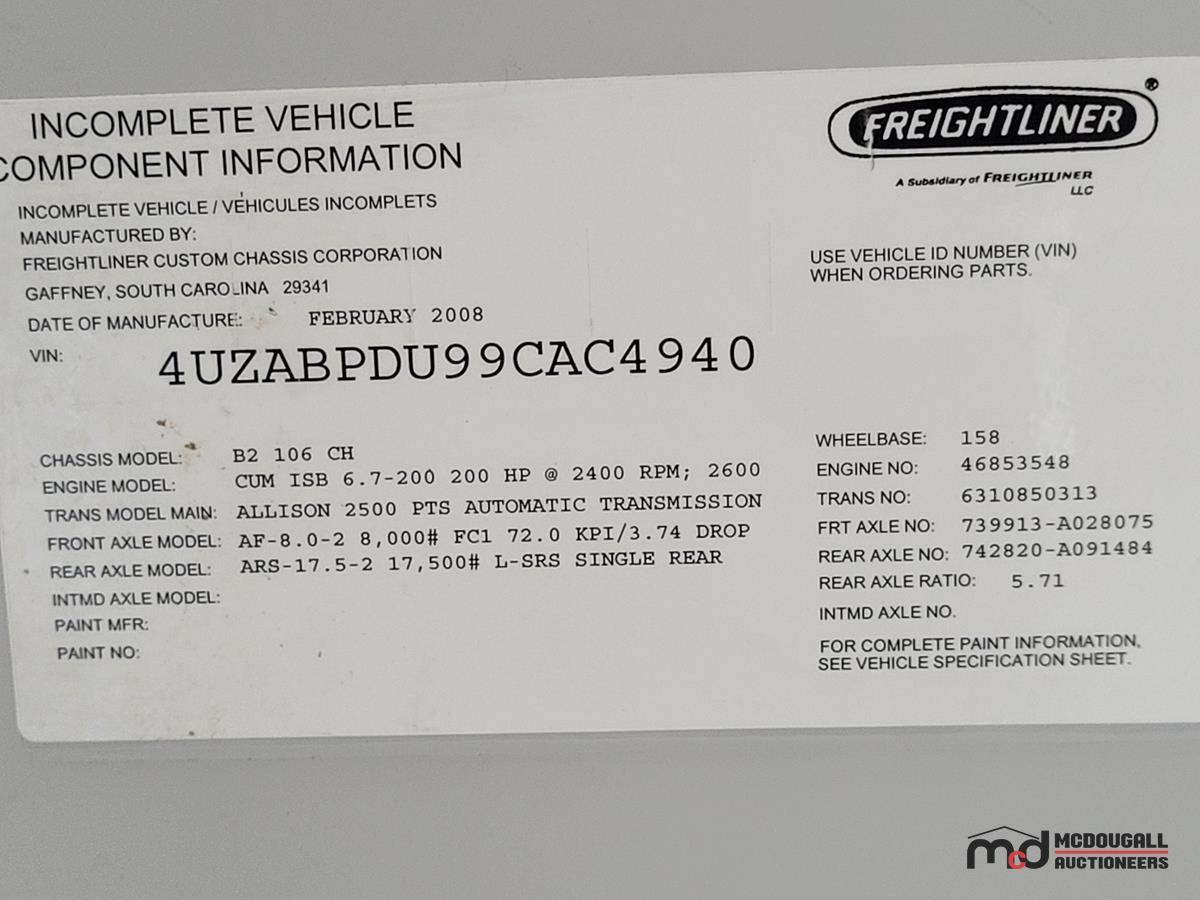 INCOMPLETE VEHICLE
COMPONENT INFORMATION
INCOMPLETE VEHICLE / VÉHICULES INCOMPLETS
MANUFACTURED BY:
FREIGHTLINER CUSTOM CHASSIS CORPORATION
GAFFNEY, SOUTH CAROLINA 29341
DATE OF MANUFACTURE: FEBRUARY 2008
VIN: 4UZABPDU99CAC4940
CHASSIS MODEL: B2 106 CH
ENGINE MODEL: CUM ISB 6.7-200 200 HP @ 2400 RPM; 2600
TRANS MODEL MAIN: ALLISON 2500 PTS AUTOMATIC TRANSMISSION
FRONT AXLE MODEL: AF-8.0-2 8,000# FC1 72.0 KPI/3.74 DROP
REAR AXLE MODEL: ARS-17.5-2 17,500# L-SRS SINGLE REAR
INTMD AXLE MODEL:
PAINT MFR:
PAINT NO:
FREIGHTLINER ®
A Subsidiary of FREIGHTLINER
LLC
USE VEHICLE ID NUMBER (VIN)
WHEN ORDERING PARTS.
WHEELBASE: 158
ENGINE NO: 46853548
TRANS NO: 6310850313
FRT AXLE NO: 739913-A028075
REAR AXLE NO: 742820-A091484
REAR AXLE RATIO: 5.71
INTMD AXLE NO.
FOR COMPLETE PAINT INFORMATION,
SEE VEHICLE SPECIFICATION SHEET.
mcd MCDOUGALL
AUCTIONEERS